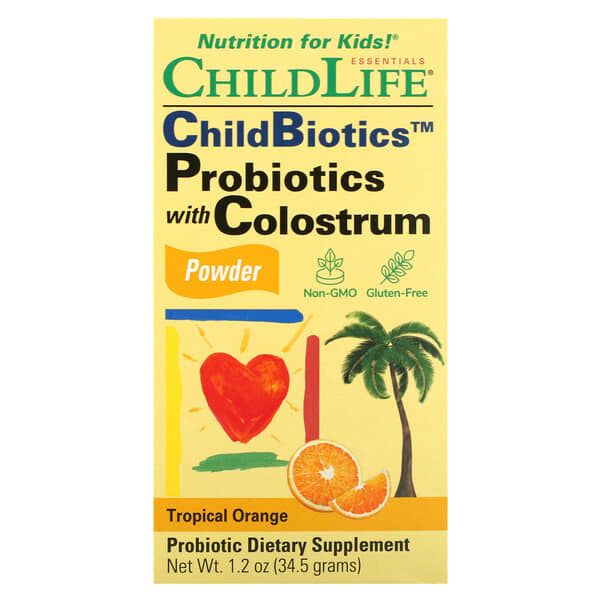 Nutrition for Kids!®
ESSENTIALS
CHILDLIFE®
ChildBiotics™
Probiotics
with Colostrum
Powder
Non-GMO Gluten-Free
Tropical Orange
Probiotic Dietary Supplement
Net Wt. 1.2 oz (34.5 grams)